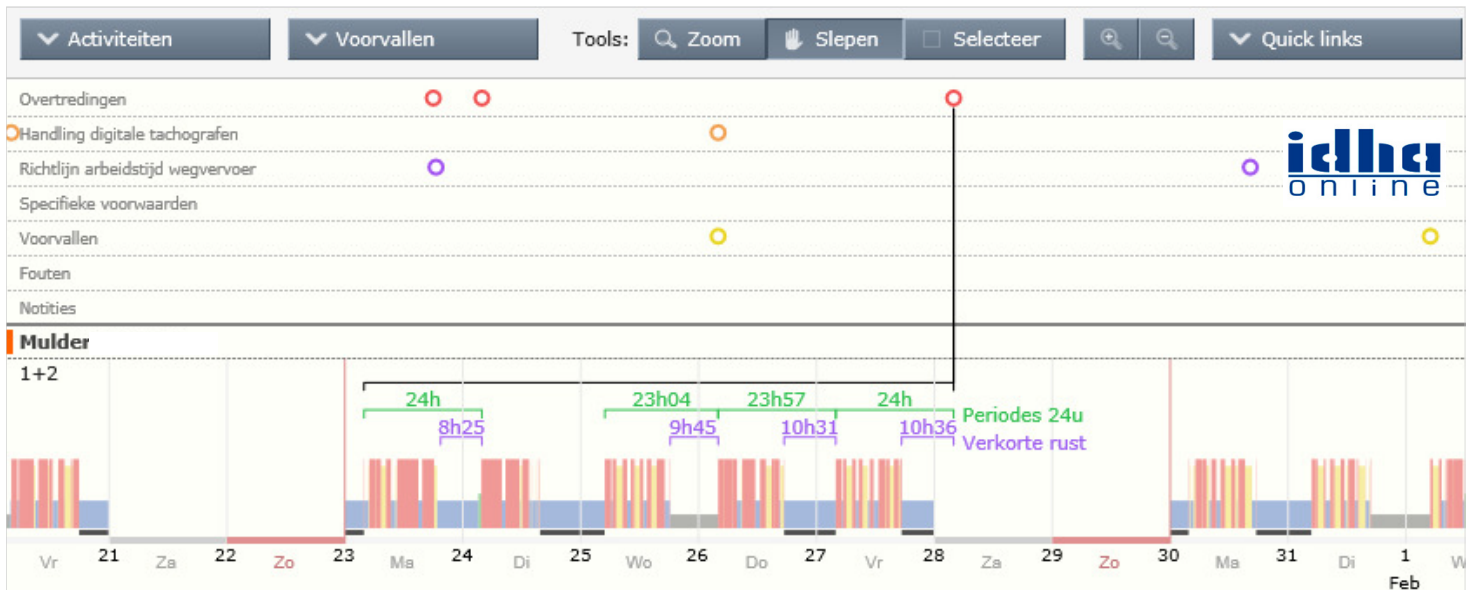 Activiteiten Voorvallen Tools: Zoom Slepen Selecteer Quick links
Overtredingen
Handling digitale tachografen
Richtlijn arbeidstijd wegvervoer
Specifieke voorwaarden
Voorvallen
Fouten
Notities
idha
online
Mulder
1+2
24h 23h04 23h57 24h Periodes 24u
8h25 9h45 10h31 10h36 Verkorte rust
Vr 21 Za 22 Zo 23 Ma 24 Di 25 Wo 26 Do 27 Vr 28 Za 29 Zo 30 Ma 31 Di 1 W
Feb